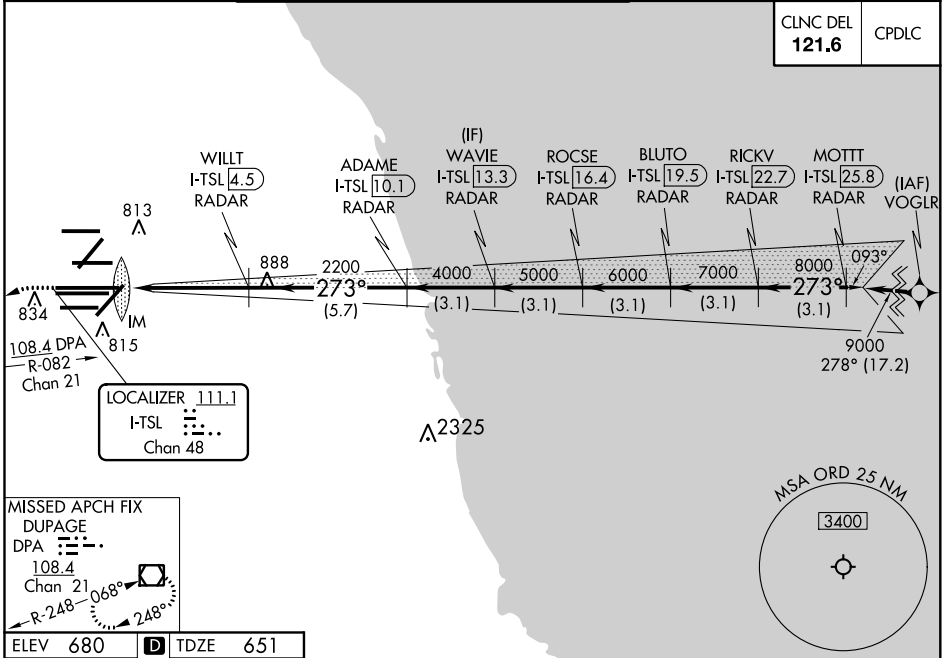 CLNC DEL
121.6
CPDLC
WILLT
I-TSL 4.5
RADAR
ADAME
I-TSL 10.1
RADAR
(IF)
WAVIE
I-TSL 13.3
RADAR
ROCSE
I-TSL 16.4
RADAR
BLUTO
I-TSL 19.5
RADAR
RICKV
I-TSL 22.7
RADAR
MOTTT
I-TSL 25.8
RADAR
(IAF)
VOGLR
813
888
2200
4000
5000
6000
7000
8000
093°
273°
273°
(5.7)
(3.1)
(3.1)
(3.1)
(3.1)
(3.1)
834
IM
815
9000
278° (17.2)
108.4 DPA
R-082
Chan 21
LOCALIZER 111.1
I-TSL
Chan 48
2325
MISSED APCH FIX
DUPAGE
DPA
108.4
Chan 21
R-248
068°
248°
MSA ORD 25 NM
3400
ELEV 680
D
TDZE 651